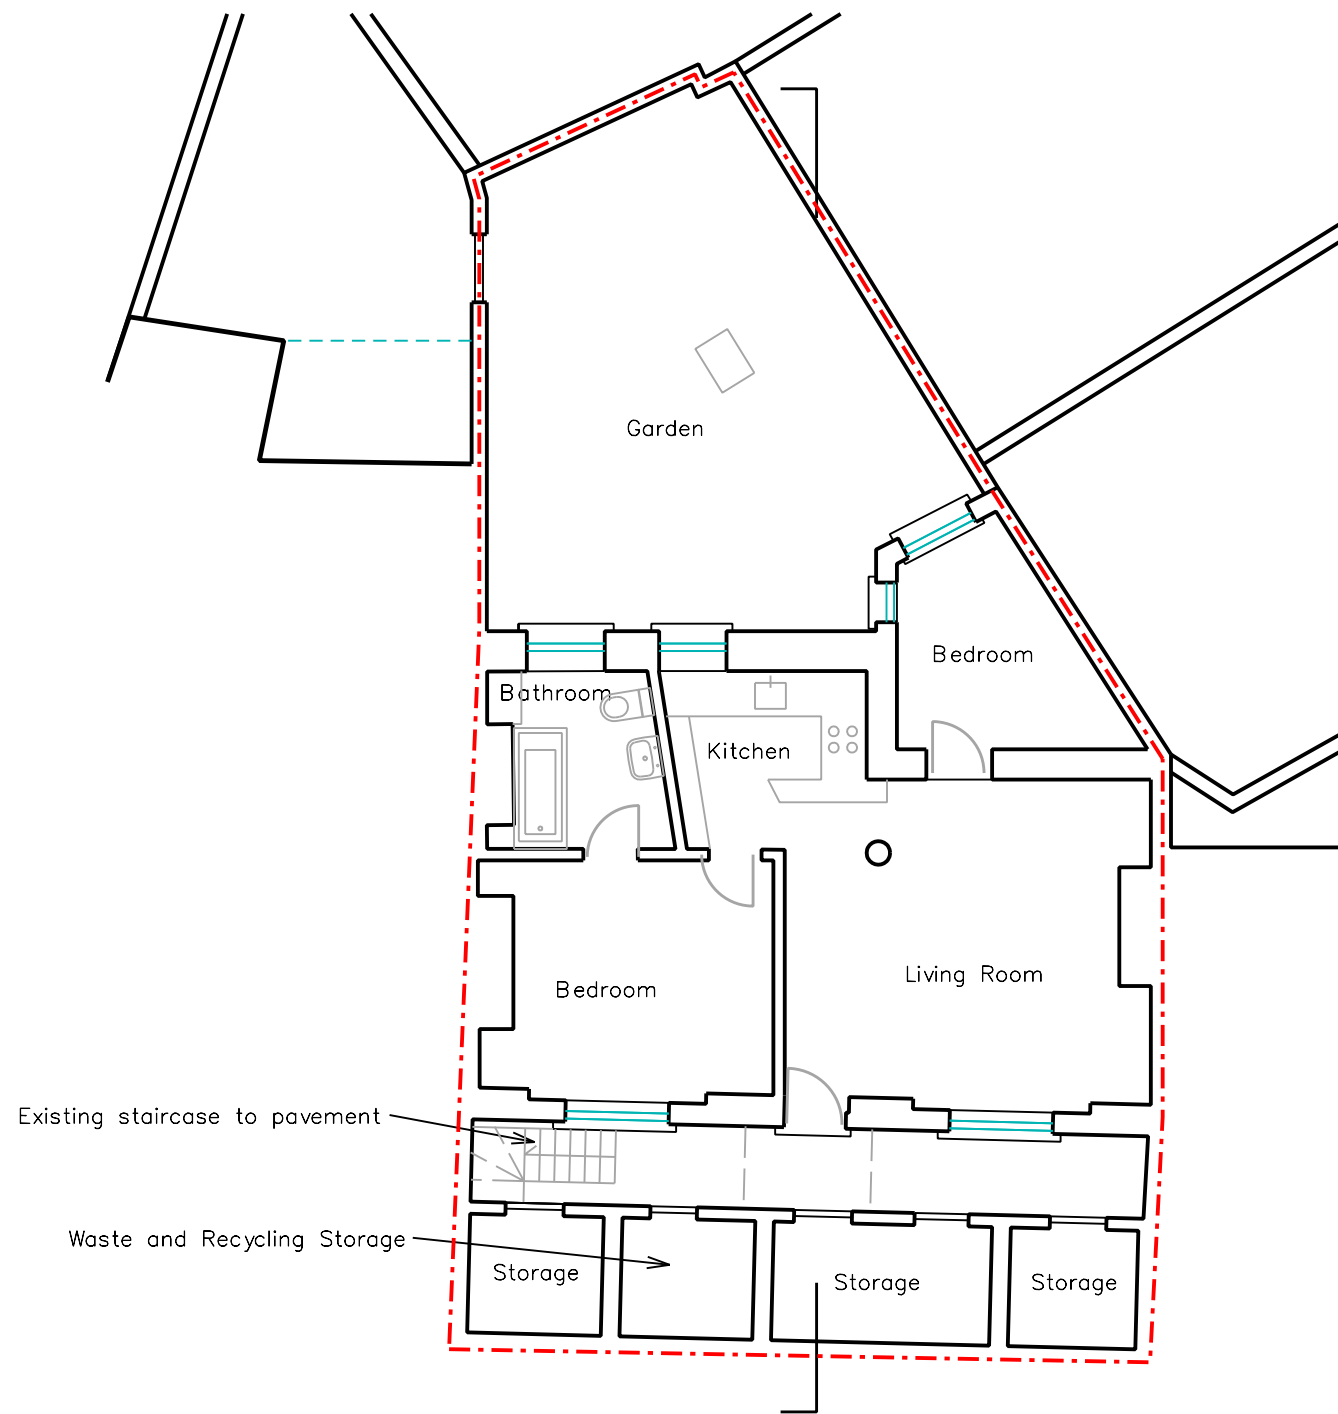 Garden
Bedroom
Bathroom
Kitchen
Living Room
Bedroom
Existing staircase to pavement
Waste and Recycling Storage
Storage
Storage
Storage